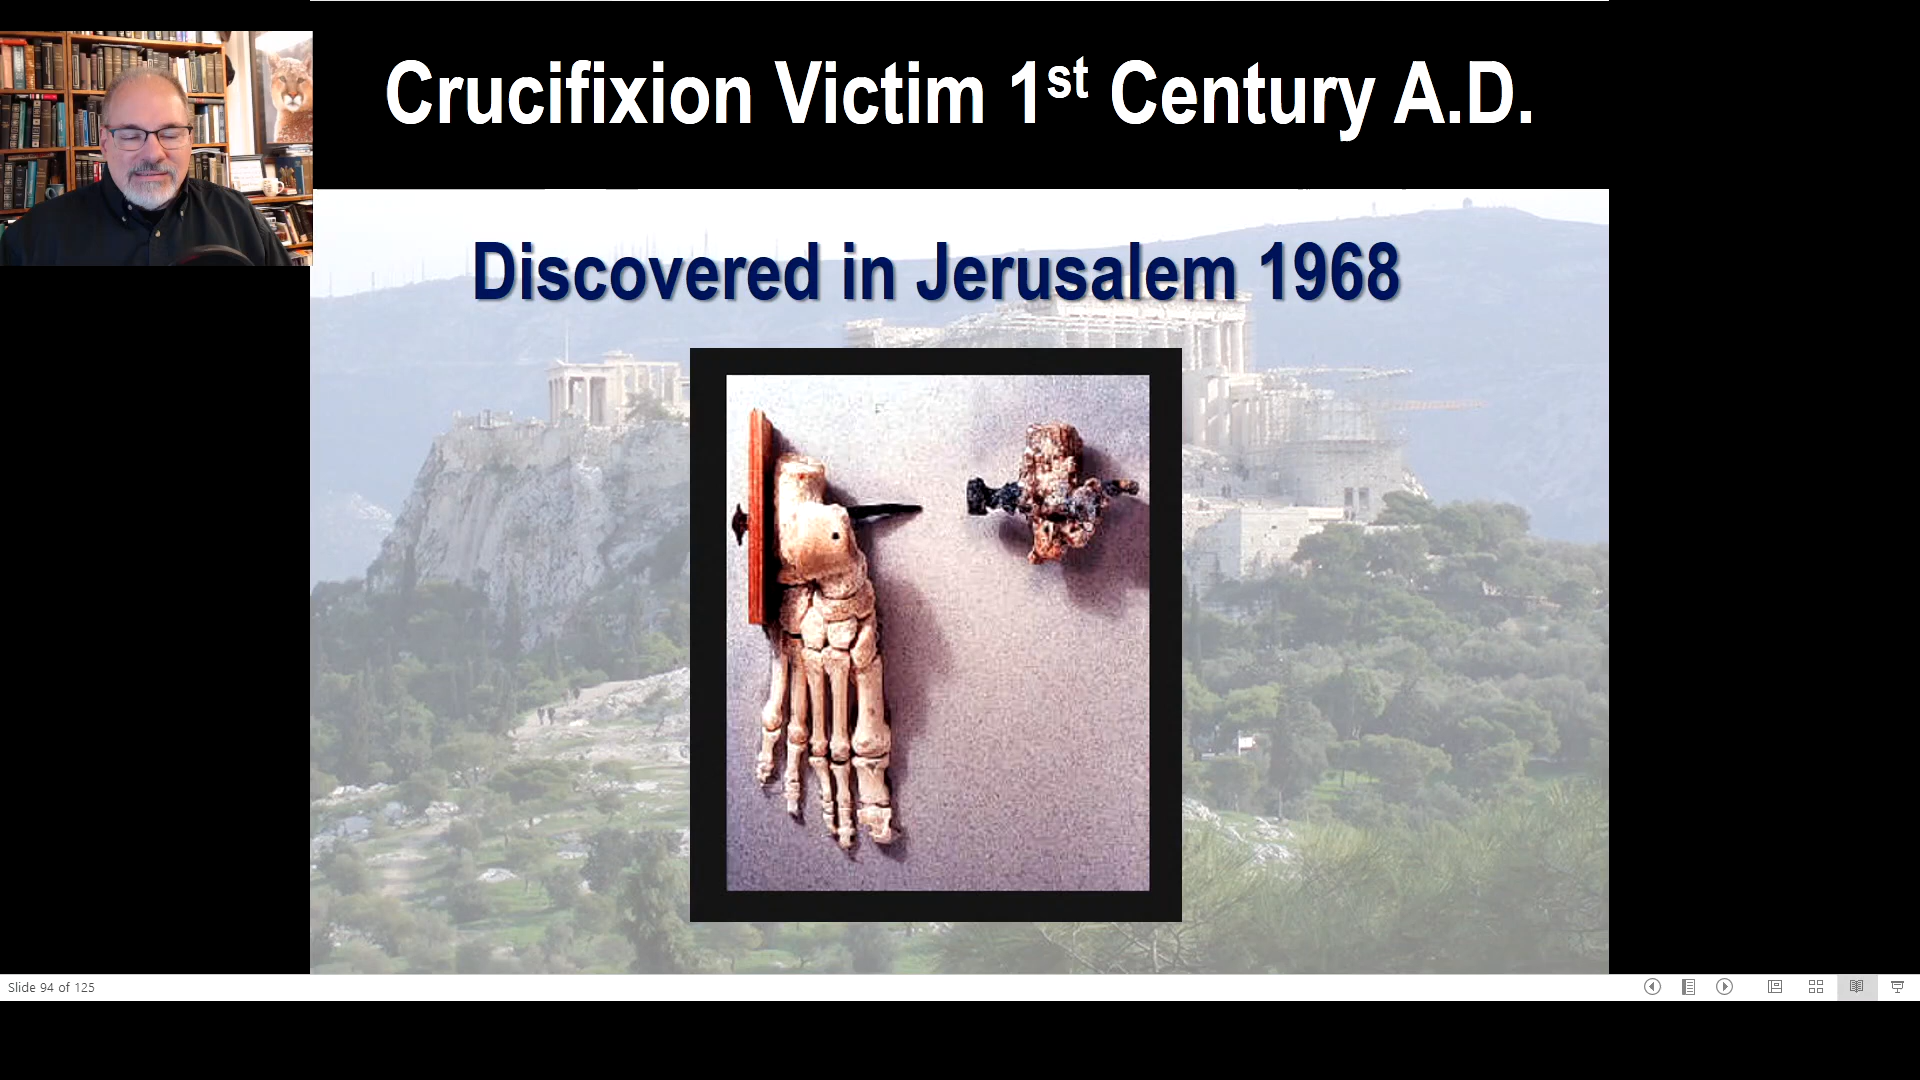 Crucifixion Victim 1st Century A.D.
Discovered in Jerusalem 1968
Slide 94 of 125